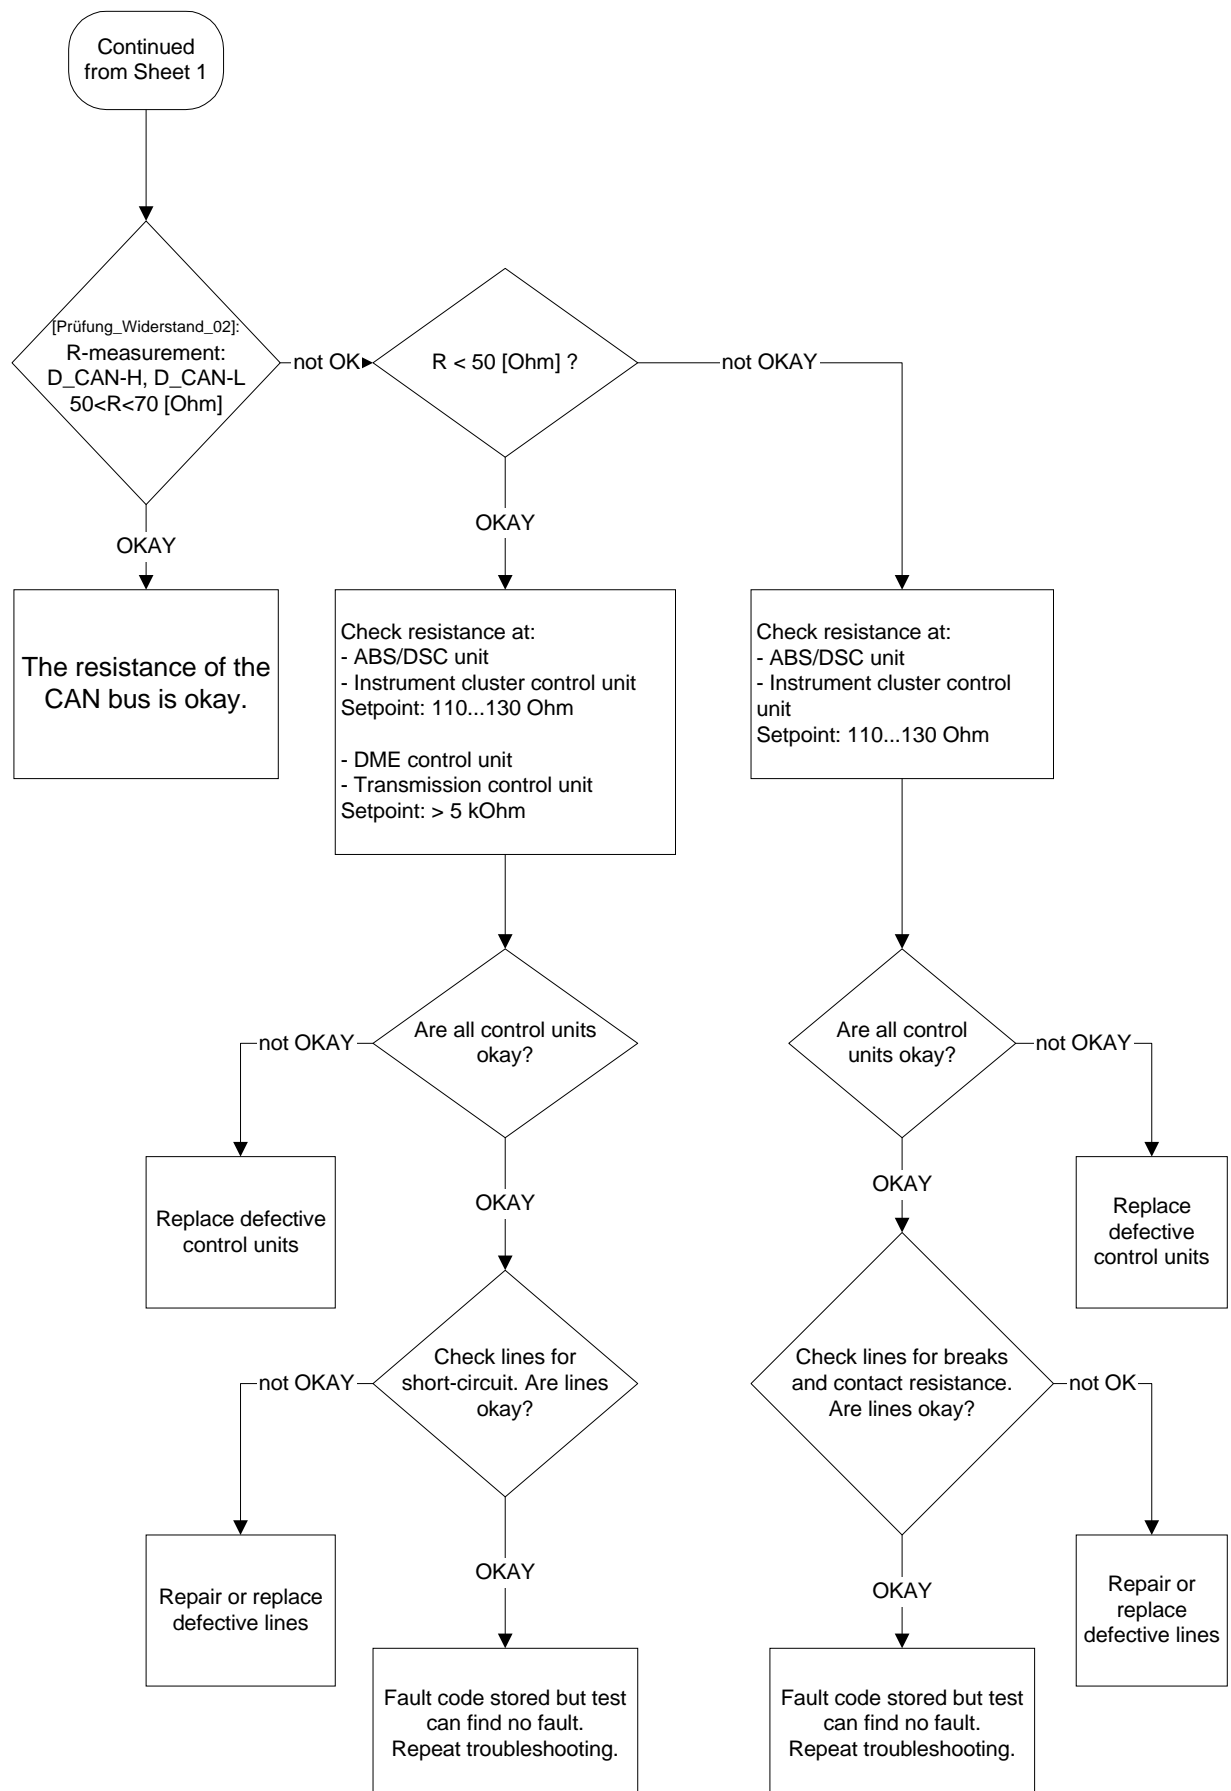 Continued
from Sheet 1
[Prüfung_Widerstand_02]:
R-measurement:
D_CAN-H, D_CAN-L
50<R<70 [Ohm]
not OK
R < 50 [Ohm] ?
not OKAY
OKAY
OKAY
The resistance of the
CAN bus is okay.
Check resistance at:
- ABS/DSC unit
- Instrument cluster control unit
Setpoint: 110...130 Ohm
- DME control unit
- Transmission control unit
Setpoint: > 5 kOhm
Check resistance at:
- ABS/DSC unit
- Instrument cluster control
unit
Setpoint: 110...130 Ohm
not OKAY
Are all control units
okay?
Are all control
units okay?
not OKAY
OKAY
OKAY
Replace defective
control units
Replace
defective
control units
not OKAY
Check lines for
short-circuit. Are lines
okay?
Check lines for breaks
and contact resistance.
Are lines okay?
not OK
OKAY
OKAY
Repair or replace
defective lines
Repair or
replace
defective lines
Fault code stored but test
can find no fault.
Repeat troubleshooting.
Fault code stored but test
can find no fault.
Repeat troubleshooting.